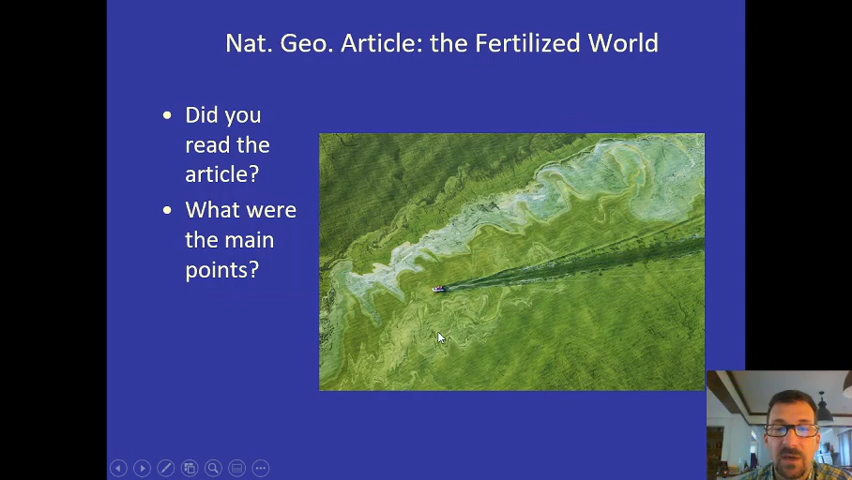 Nat. Geo. Article: the Fertilized World
• Did you
read the
article?
• What were
the main
points?